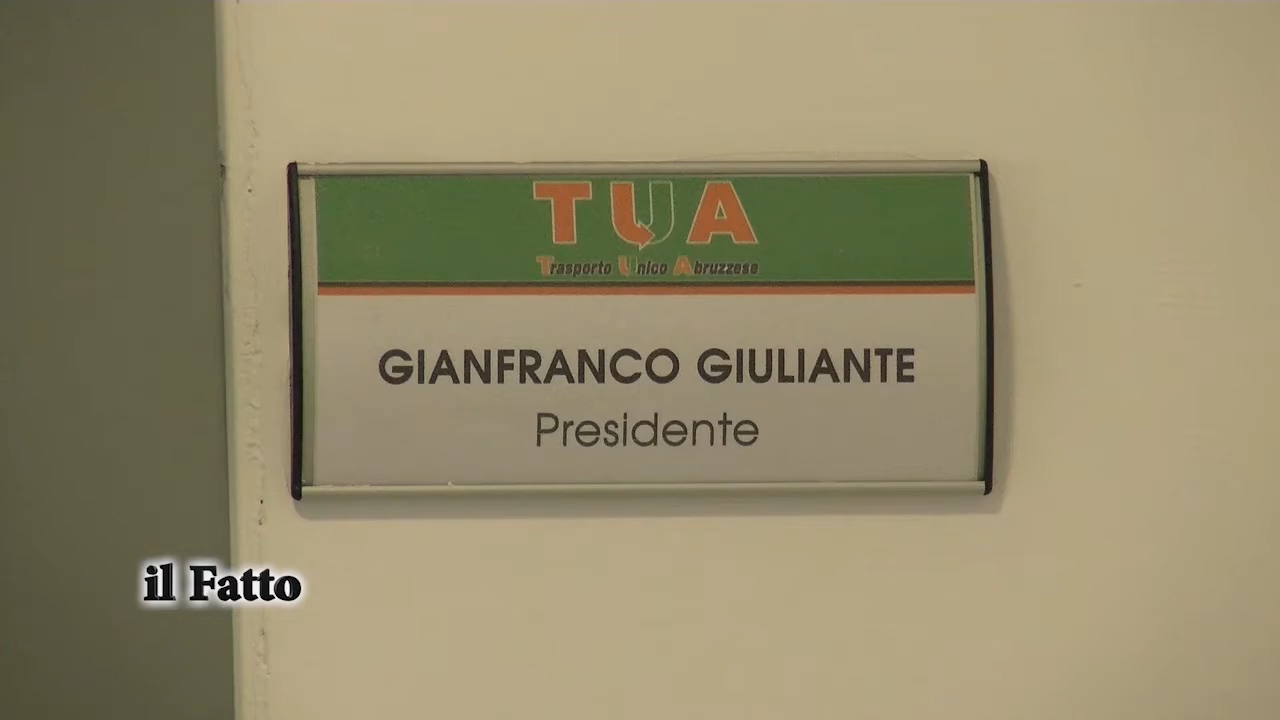 TUA
Trasporto Unico Abruzzese
GIANFRANCO GIULIANTE
Presidente
il Fatto